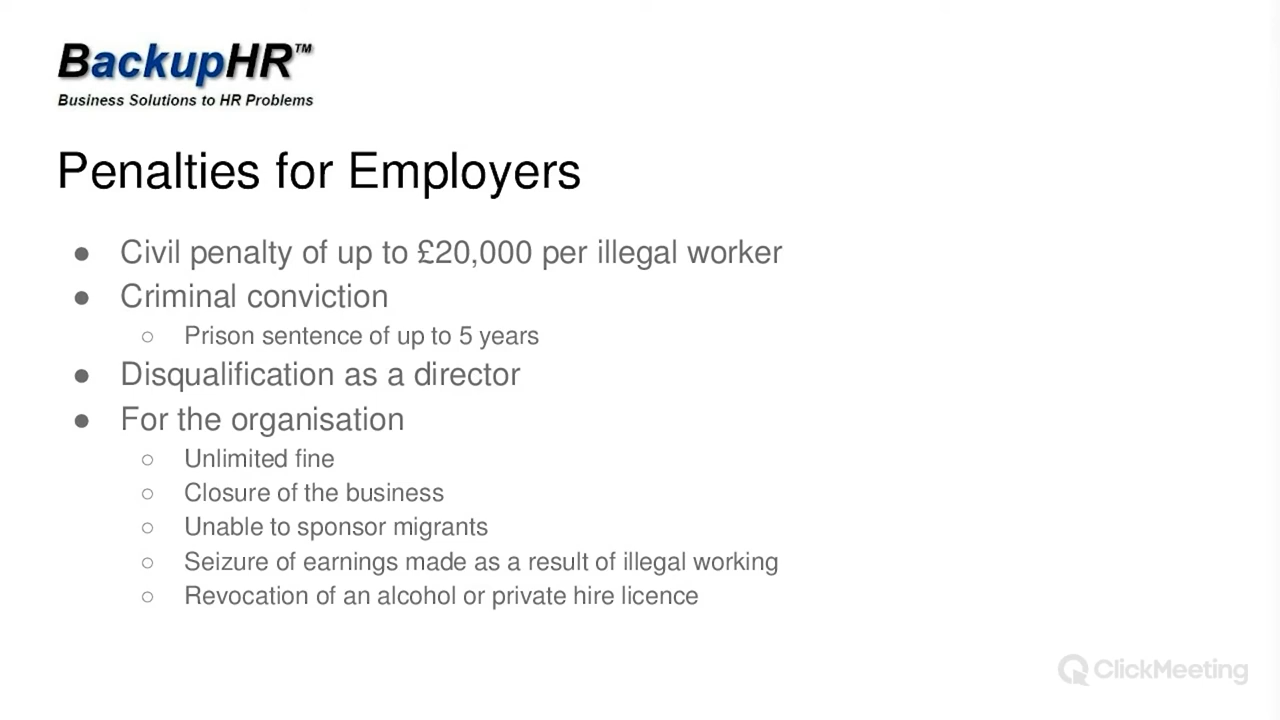 BackupHR™
Business Solutions to HR Problems
Penalties for Employers
● Civil penalty of up to £20,000 per illegal worker
● Criminal conviction
○ Prison sentence of up to 5 years
● Disqualification as a director
● For the organisation
○ Unlimited fine
○ Closure of the business
○ Unable to sponsor migrants
○ Seizure of earnings made as a result of illegal working
○ Revocation of an alcohol or private hire licence
ClickMeeting